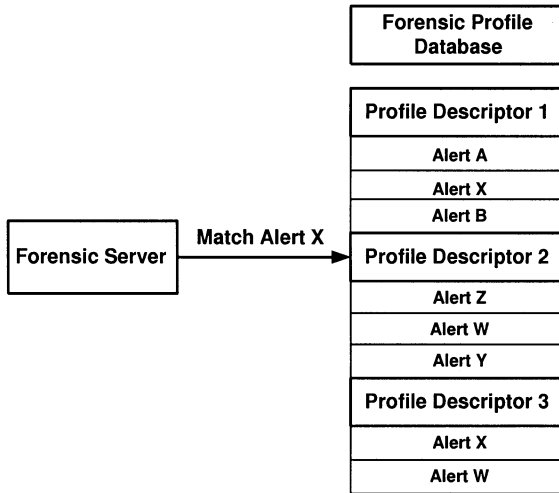 Forensic Profile
Database
Profile Descriptor 1
Alert A
Alert X
Alert B
Forensic Server
Match Alert X
Profile Descriptor 2
Alert Z
Alert W
Alert Y
Profile Descriptor 3
Alert X
Alert W